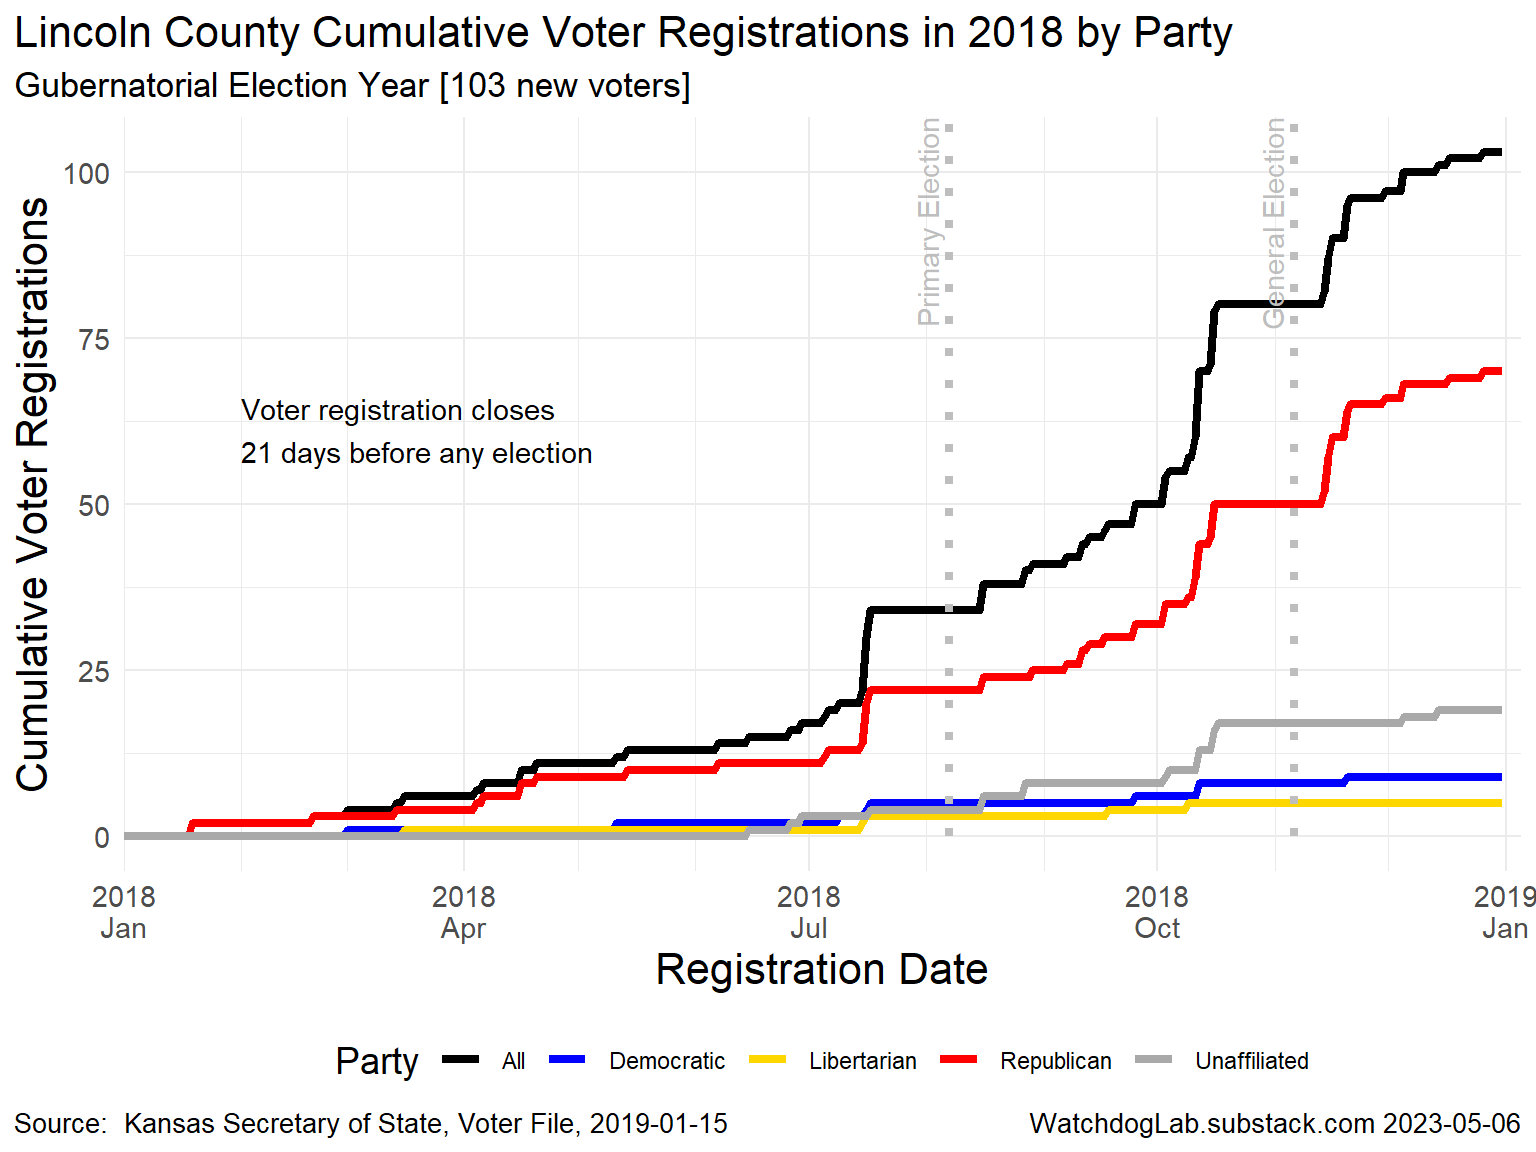 Lincoln County Cumulative Voter Registrations in 2018 by Party
Gubernatorial Election Year [103 new voters]
Cumulative Voter Registrations
100
75
50
25
0
Primary Election
General Election
Voter registration closes
21 days before any election
2018 2018 2018 2018 2019
Jan Apr Jul Oct Jan
Registration Date
Party All Democratic Libertarian Republican Unaffiliated
Source:  Kansas Secretary of State, Voter File, 2019-01-15
WatchdogLab.substack.com 2023-05-06